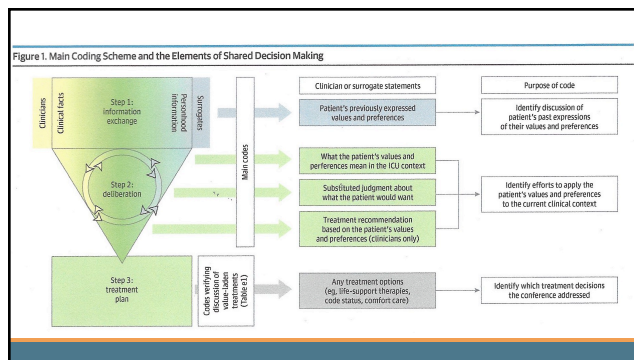 Figure 1. Main Coding Scheme and the Elements of Shared Decision Making
Clinicians
Clinical facts
Step 1:
information
exchange
Personhood
information
Surrogates
Step 2:
deliberation
Step 3:
treatment
plan
Main codes
Codes verifying
discussion of
value-laden
treatments
(Table e1)
Clinician or surrogate statements
Patient's previously expressed
values and preferences
What the patient's values and
perferences mean in the ICU context
Substituted judgment about
what the patient would want
Treatment recommendation
based on the patient's values
and preferences (clinicians only)
Any treatment options
(eg, life-support therapies,
code status, comfort care)
Purpose of code
Identify discussion of
patient's past expressions
of their values and preferences
Identify efforts to apply the
patient's values and preferences
to the current clinical context
Identify which treatment decisions
the conference addressed